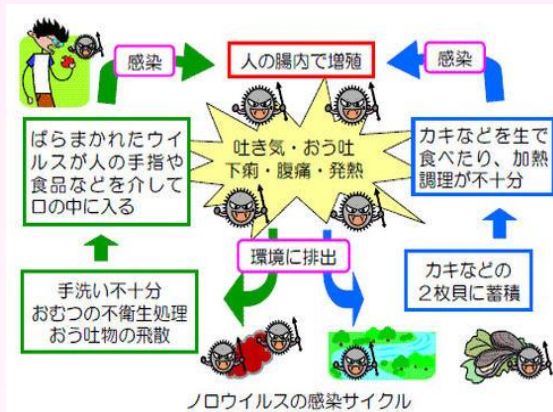 感染
人の腸内で増殖
感染
ばらまかれたウイ
ルスが人の手指や
食品などを介して
口の中に入る
吐き気・おう吐
下痢・腹痛・発熱
カキなどを生で
食べたり、加熱
調理が不十分
環境に排出
手洗い不十分
おむつの不衛生処理
おう吐物の飛散
カキなどの
2枚貝に蓄積
ノロウイルスの感染サイクル